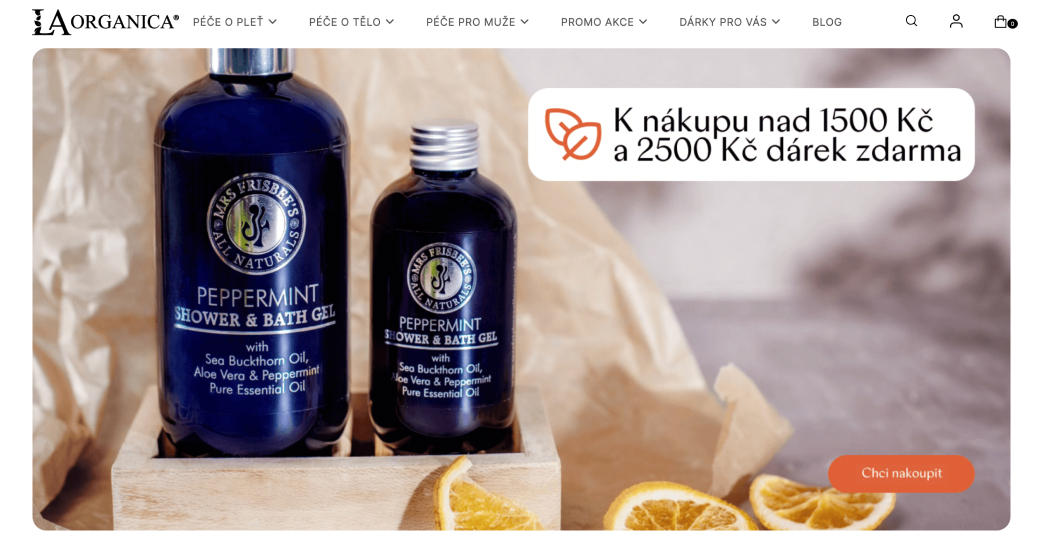 LA ORGANICA®
PÉČE O PLEŤ
PÉČE O TĚLO
PÉČE PRO MUŽE
PROMO AKCE
DÁRKY PRO VÁS
BLOG
0
K nákupu nad 1500 Kč
a 2500 Kč dárek zdarma
MRS FRISBEE'S
ALL NATURALS
PEPPERMINT
SHOWER & BATH GEL
with
Sea Buckthorn Oil,
Aloe Vera & Peppermint
Pure Essential Oil
MRS FRISBEE'S
ALL NATURALS
PEPPERMINT
SHOWER & BATH GEL
with
Sea Buckthorn Oil,
Aloe Vera & Peppermint
Pure Essential Oil
Chci nakoupit